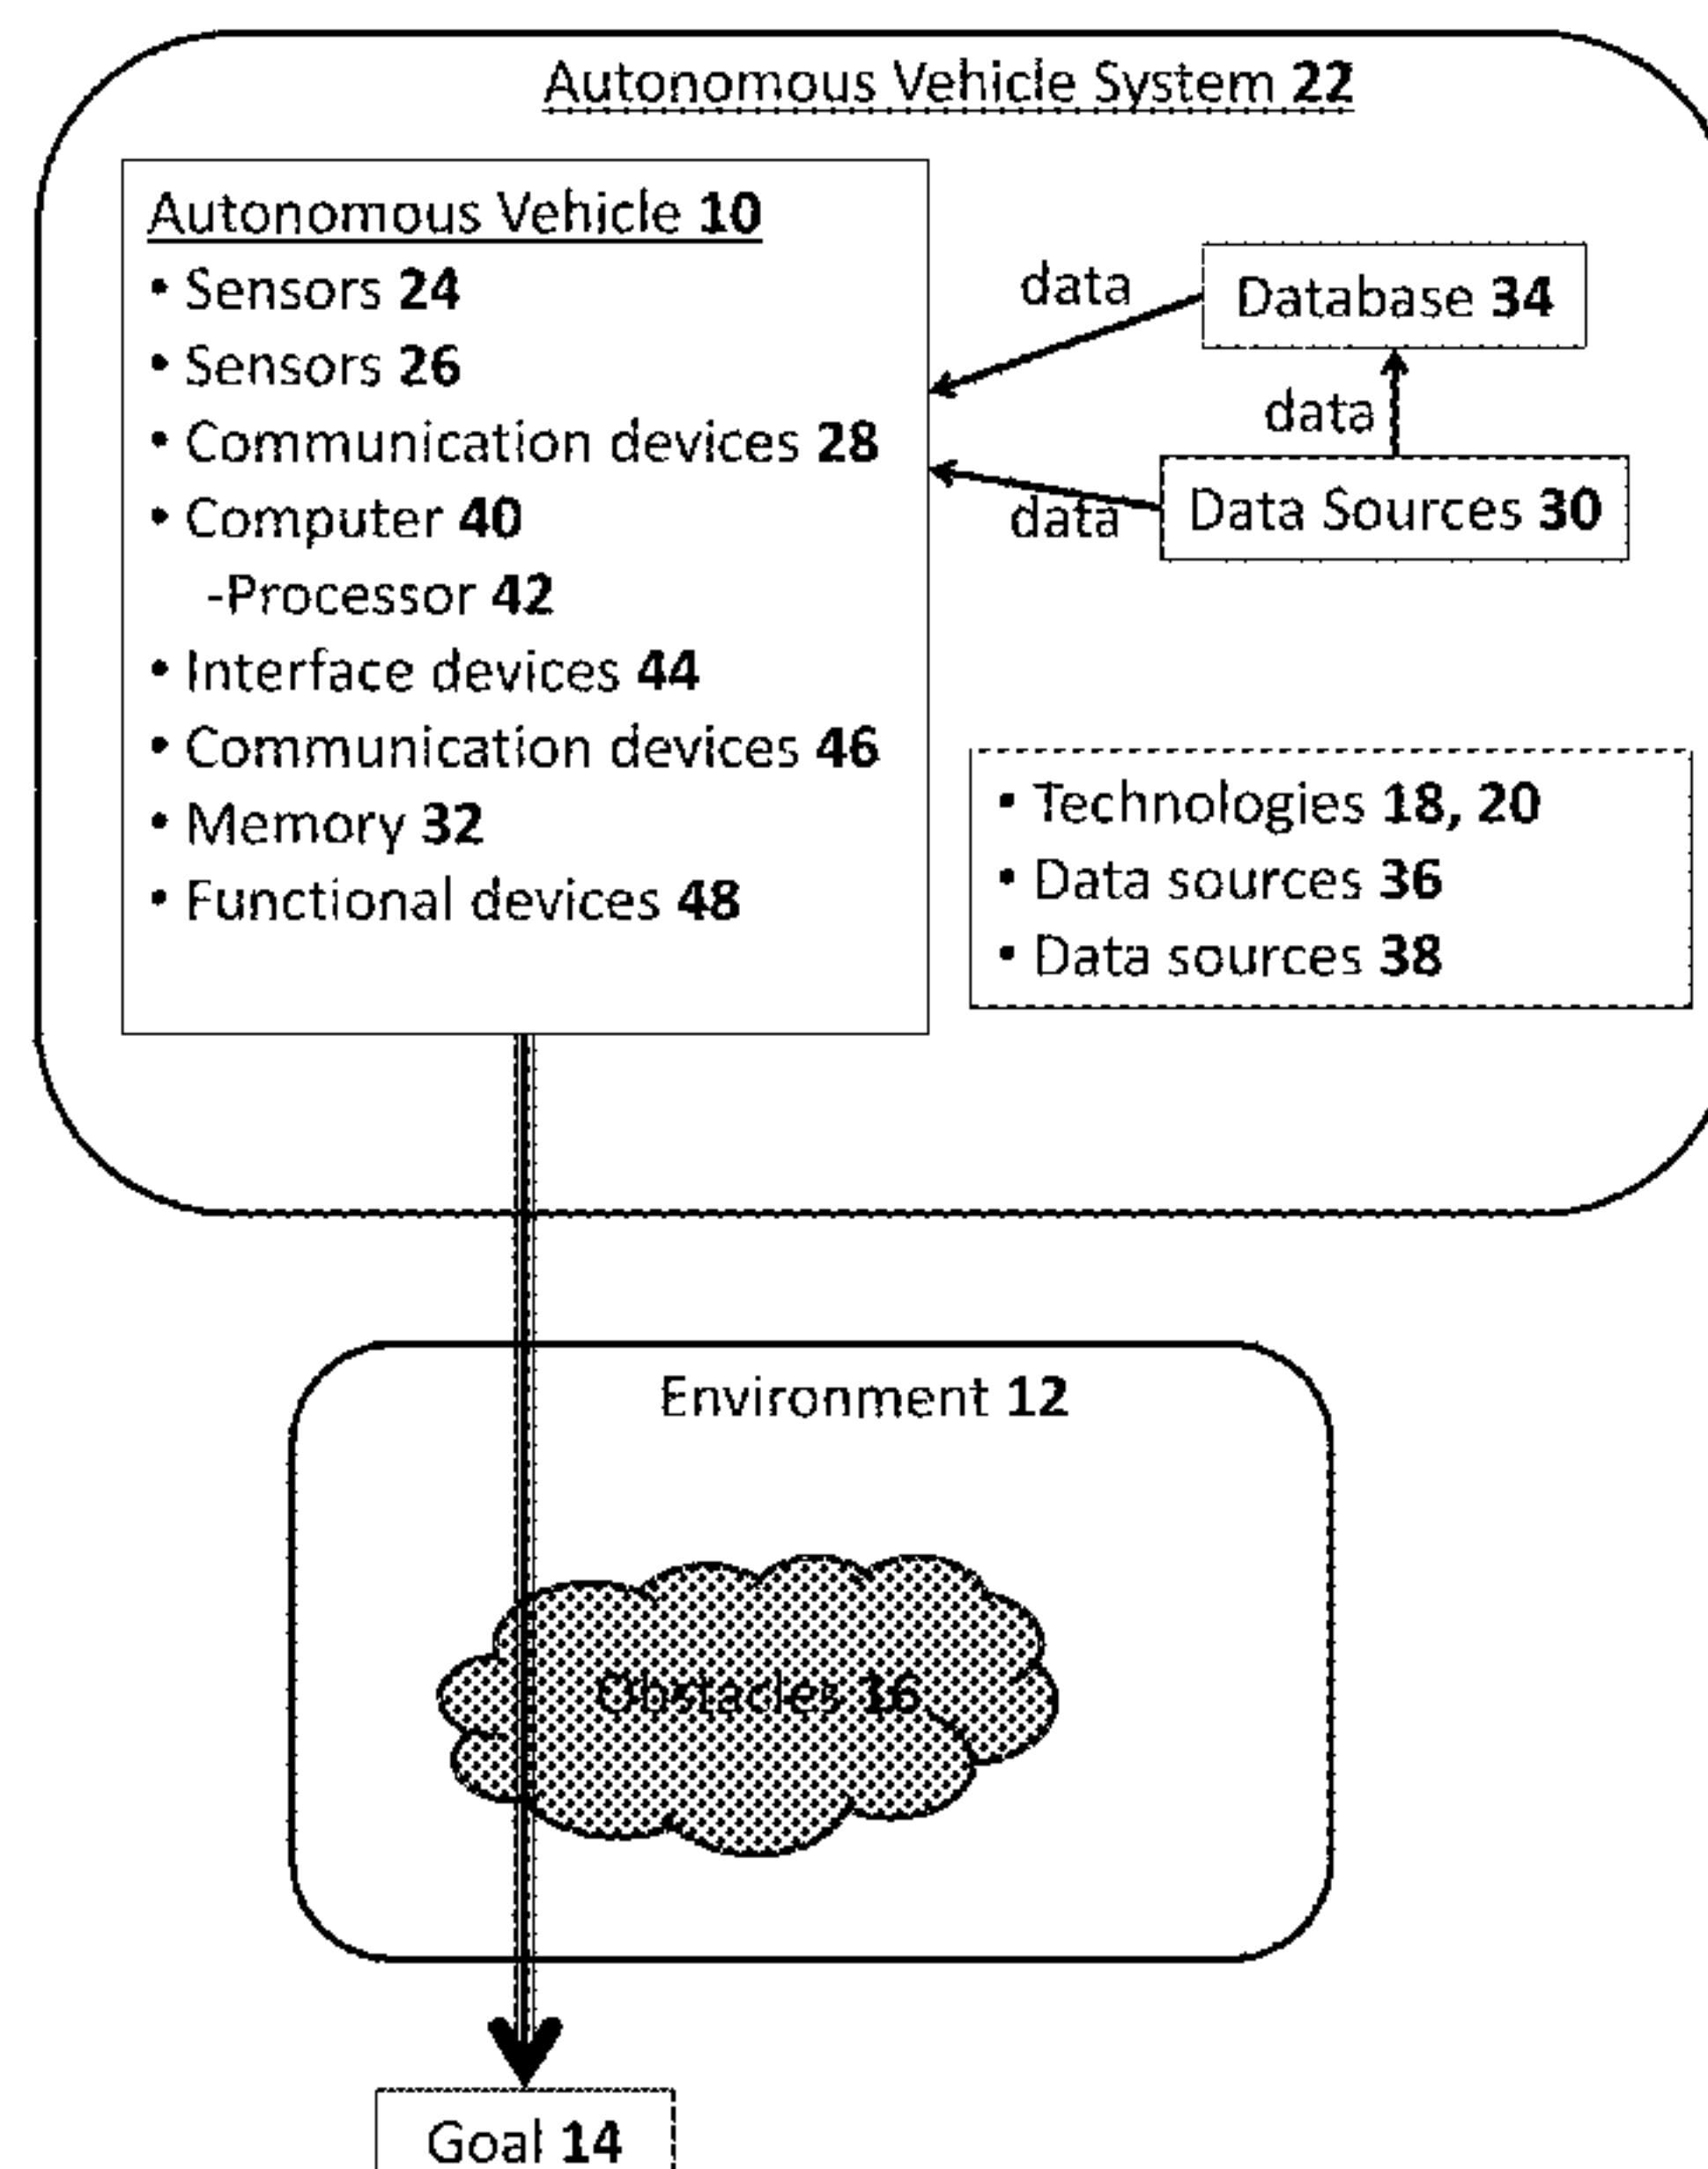 Autonomous Vehicle System 22
Autonomous Vehicle 10
• Sensors 24
• Sensors 26
• Communication devices 28
• Computer 40
-Processor 42
• Interface devices 44
• Communication devices 46
• Memory 32
• Functional devices 48
data
Database 34
data
data
Data Sources 30
• Technologies 18, 20
• Data sources 36
• Data sources 38
Environment 12
Obstacles 16
Goal 14